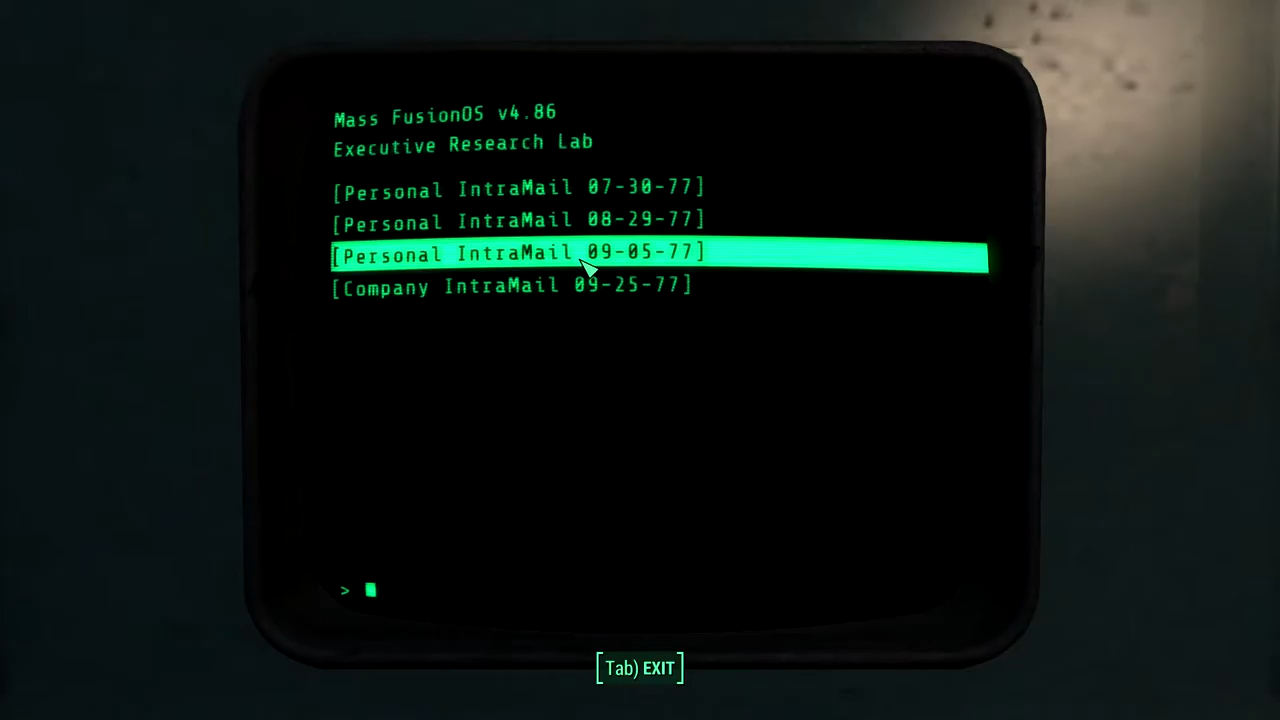 Mass FusionOS v4.86
Executive Research Lab
[Personal IntraMail 07-30-77]
[Personal IntraMail 08-29-77]
[Personal IntraMail 09-05-77]
[Company IntraMail 09-25-77]
>
[Tab) EXIT]